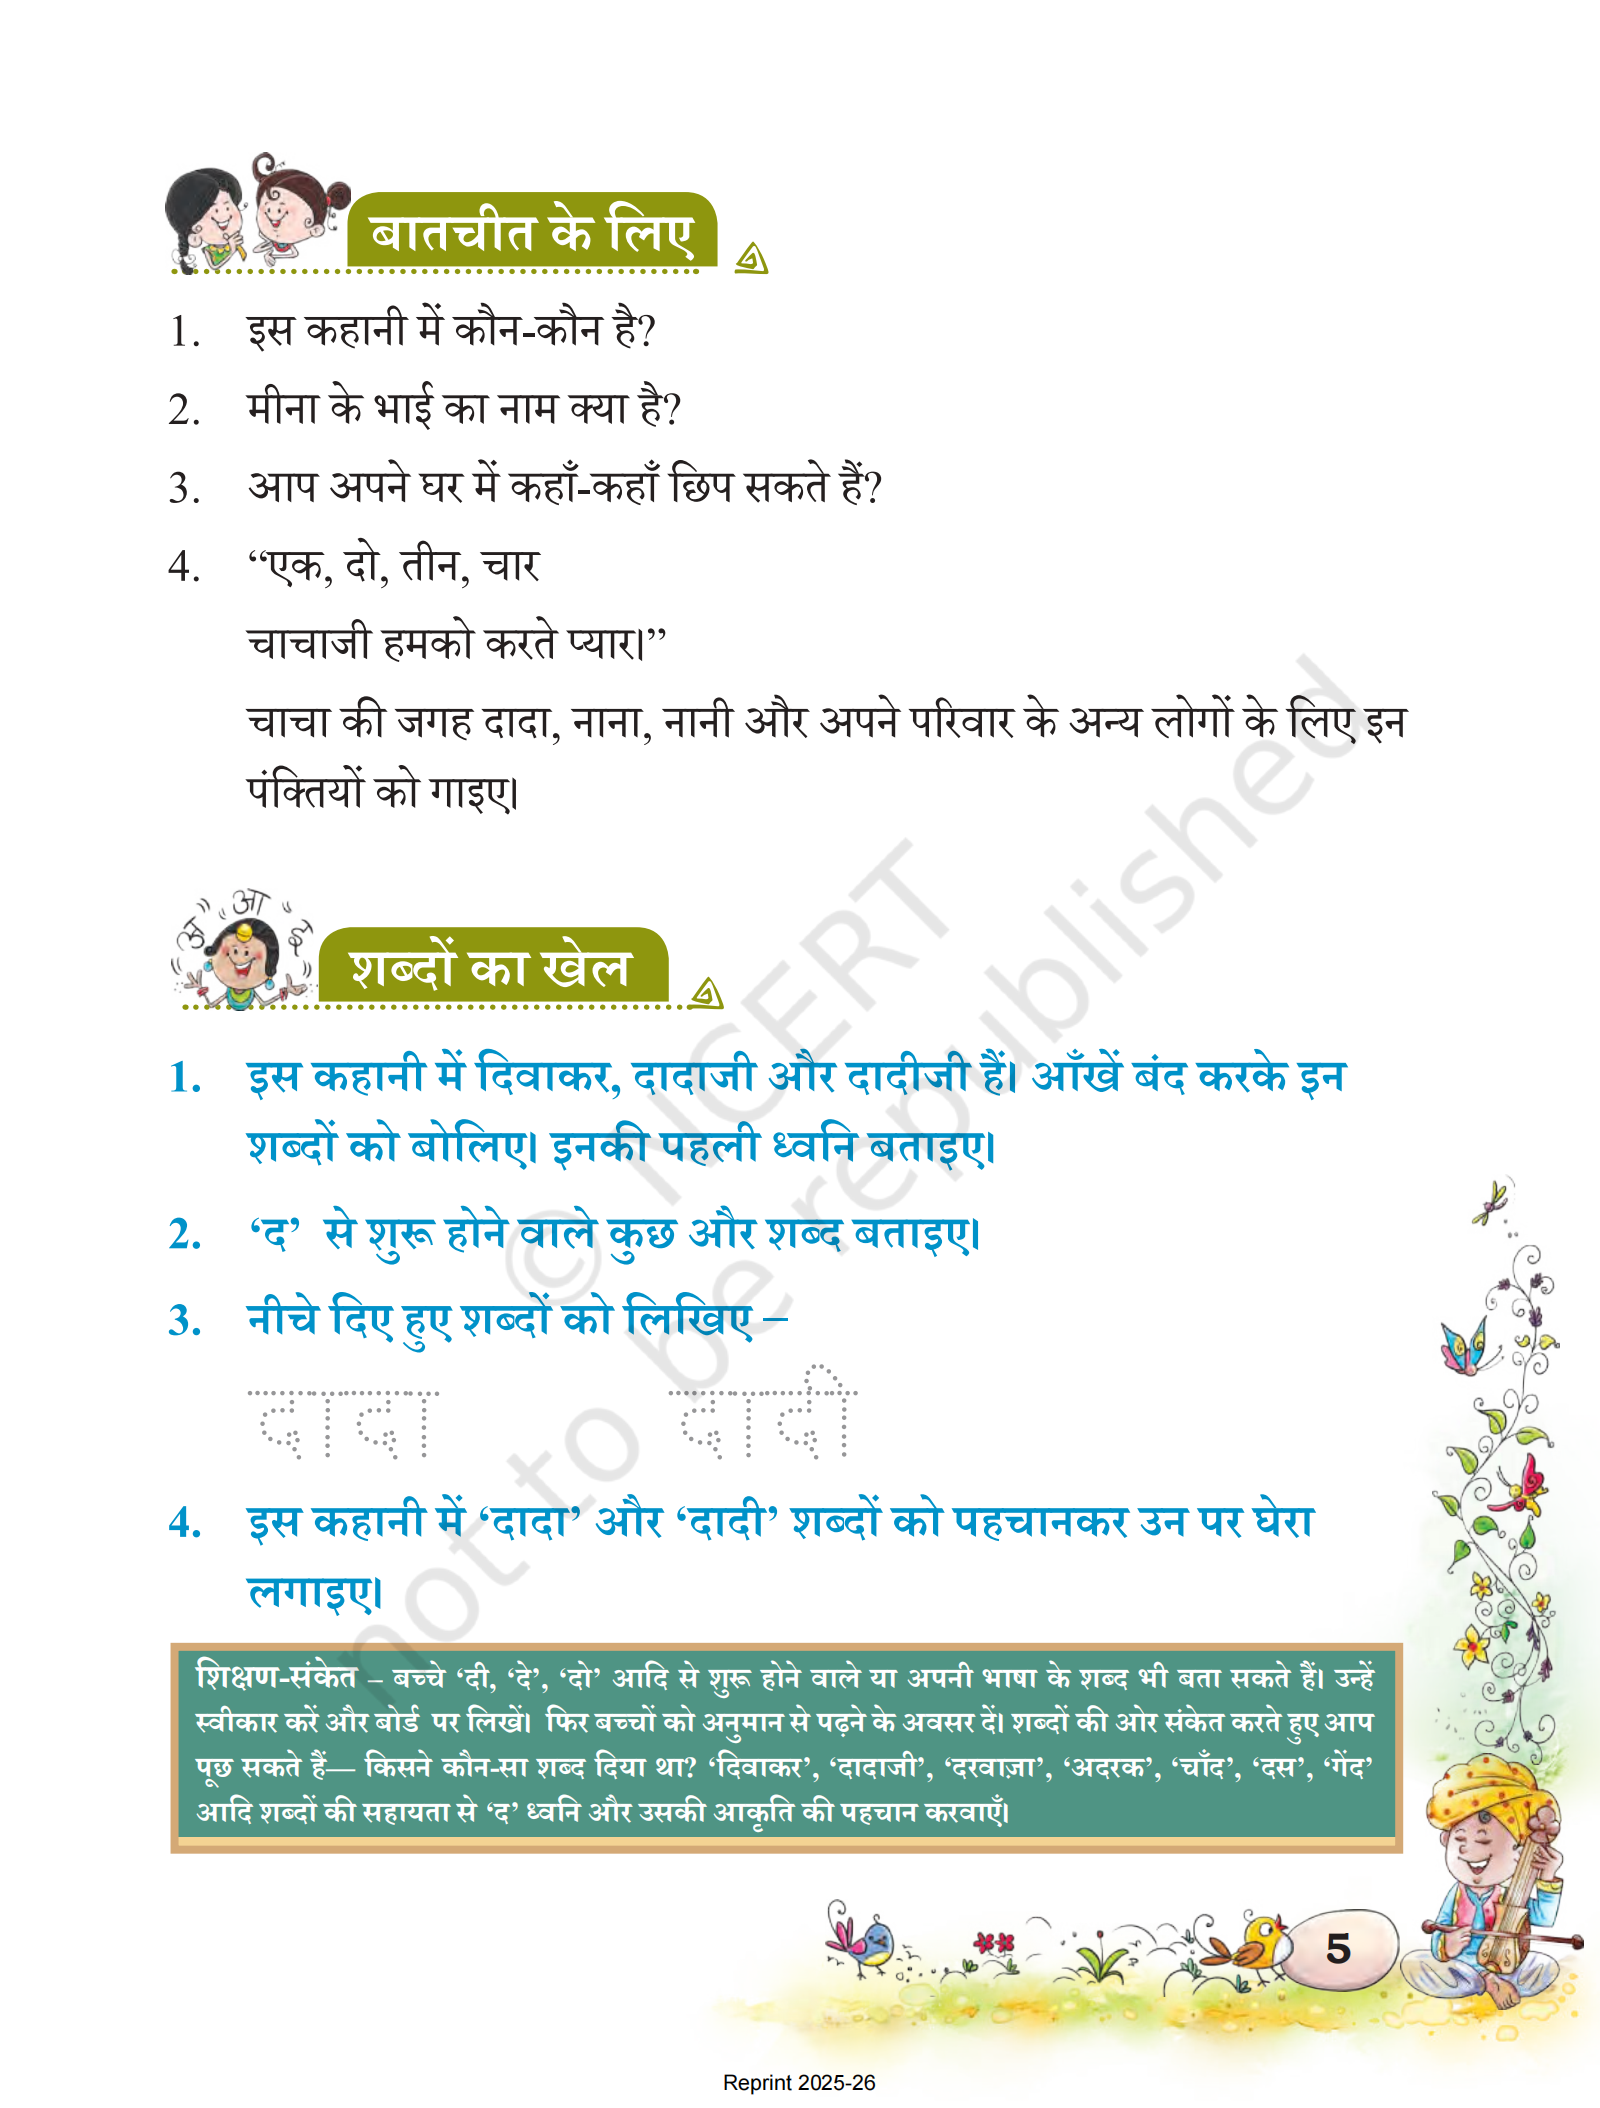 बातचीत के लिए
1. इस कहानी में कौन-कौन है?
2. मीना के भाई का नाम क्या है?
3. आप अपने घर में कहाँ-कहाँ छिप सकते हैं?
4. “एक, दो, तीन, चार
चाचाजी हमको करते प्यार।”
चाचा की जगह दादा, नाना, नानी और अपने परिवार के अन्य लोगों के लिए इन
पंक्तियों को गाइए।
अ आ इ
शब्दों का खेल
1. इस कहानी में दिवाकर, दादाजी और दादीजी हैं। आँखें बंद करके इन
शब्दों को बोलिए। इनकी पहली ध्वनि बताइए।
2. ‘द’ से शुरू होने वाले कुछ और शब्द बताइए।
3. नीचे दिए हुए शब्दों को लिखिए –
दादा दादी
4. इस कहानी में ‘दादा’ और ‘दादी’ शब्दों को पहचानकर उन पर घेरा
लगाइए।
शिक्षण-संकेत – बच्चे ‘दी, ‘दे’, ‘दो’ आदि से शुरू होने वाले या अपनी भाषा के शब्द भी बता सकते हैं। उन्हें
स्वीकार करें और बोर्ड पर लिखें। फिर बच्चों को अनुमान से पढ़ने के अवसर दें। शब्दों की ओर संकेत करते हुए आप
पूछ सकते हैं— किसने कौन-सा शब्द दिया था? ‘दिवाकर’, ‘दादाजी’, ‘दरवाज़ा’, ‘अदरक’, ‘चाँद’, ‘दस’, ‘गेंद’
आदि शब्दों की सहायता से ‘द’ ध्वनि और उसकी आकृति की पहचान करवाएँ।
© NCERT
not to be republished
5
Reprint 2025-26